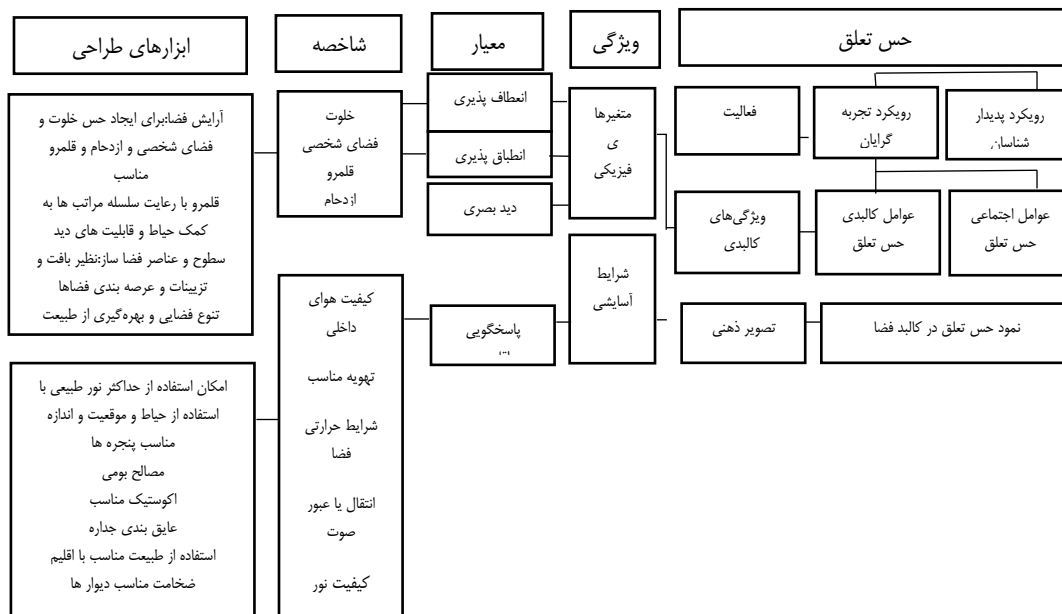 حس تعلق
ویژگی
معیار
شاخصه
ابزارهای طراحی
رویکرد پدیدار
شناسان
رویکرد تجربه
گرایان
فعالیت
عوامل اجتماعی
حس تعلق
عوامل کالبدی
حس تعلق
ویژگی‌های
کالبدی
نمود حس تعلق در کالبد فضا
تصویر ذهنی
متغیرها
ی
فیزیکی
شرایط
آسایشی
انعطاف پذیری
انطباق پذیری
دید بصری
پاسخگویی
خلوت
فضای شخصی
قلمرو
ازدحام
کیفیت هوای
داخلی
تهویه مناسب
شرایط حرارتی
فضا
انتقال یا عبور
صوت
کیفیت نور
آرایش فضا:برای ایجاد حس خلوت و
فضای شخصی و ازدحام و قلمرو
مناسب
قلمرو با رعایت سلسله مراتب ها به
کمک حیاط و قابلیت های دید
سطوح و عناصر فضا ساز:نظیر بافت و
تزیینات و عرصه بندی فضاها
تنوع فضایی و بهره‌گیری از طبیعت
امکان استفاده از حداکثر نور طبیعی با
استفاده از حیاط و موقعیت و اندازه
مناسب پنجره ها
مصالح بومی
اکوستیک مناسب
عایق بندی جداره
استفاده از طبیعت مناسب با اقلیم
ضخامت مناسب دیوار ها